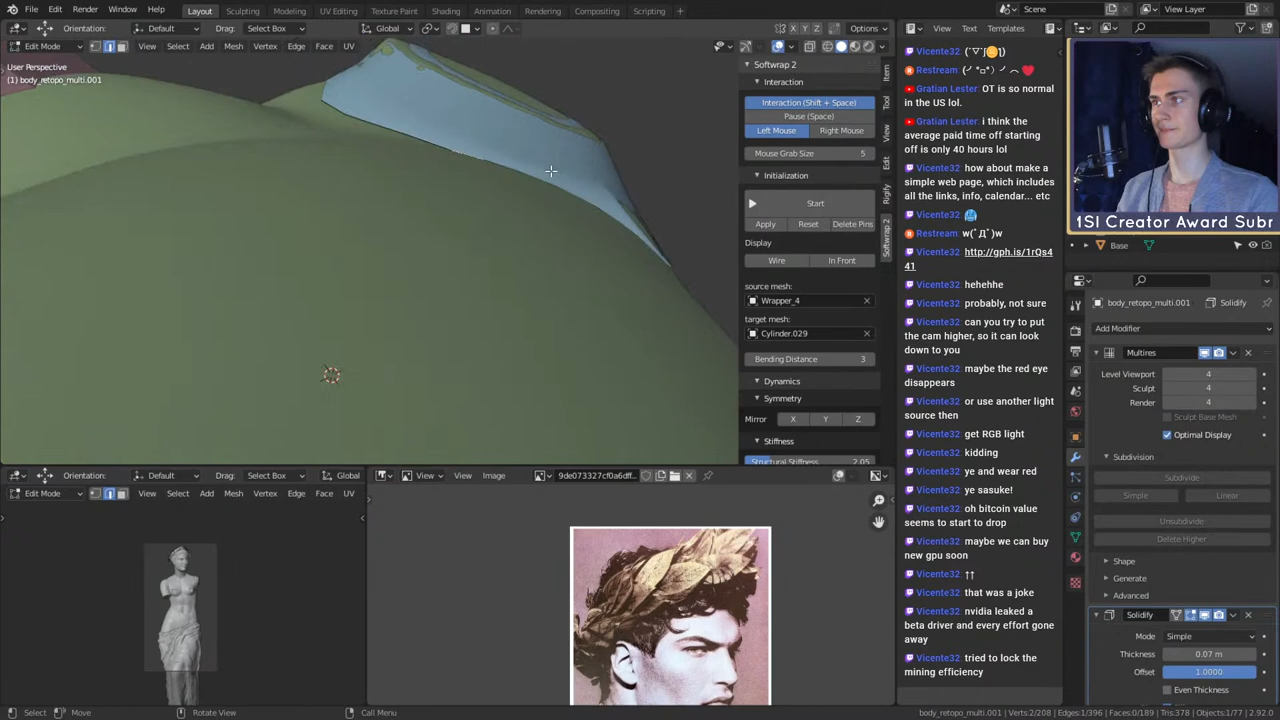 File Edit Render Window Help Layout Sculpting Modeling UV Editing Texture Paint Shading Animation Rendering Compositing Scripting + Scene View Layer
Orientation: Default Drag: Select Box Global Options
Edit Mode View Select Add Mesh Vertex Edge Face UV
User Perspective
(1) body_retopo_multi.001
Softwrap 2
Interaction
Interaction (Shift + Space)
Pause (Space)
Left Mouse Right Mouse
Mouse Grab Size 5
Initialization
Start
Apply Reset Delete Pins
Display
Wire In Front
source mesh:
Wrapper_4
target mesh:
Cylinder.029
Bending Distance 3
Dynamics
Symmetry
Mirror X Y Z
Stiffness
Structural Stiffness 2.05
Item
Tool
View
Edit
Rigify
Softwrap 2
Orientation: Default Drag: Select Box Global
Edit Mode View Select Add Mesh Vertex Edge Face UV
View View Image 9de073327cf0a6dff...
View Text Templates
Vicente32:
Restream:
Gratian Lester: OT is so normal
in the US lol.
Gratian Lester: i think the
average paid time off starting
off is only 40 hours lol
Vicente32: how about make a
simple web page, which includes
all the links, info, calendar... etc
Vicente32:
Restream: w(ﾟДﾟ)w
Vicente32: http://gph.is/1rQs4
41
Vicente32: hehehhe
Vicente32: probably, not sure
Vicente32: can you try to put
the cam higher, so it can look
down to you
Vicente32: maybe the red eye
disappears
Vicente32: or use another light
source then
Vicente32: get RGB light
Vicente32: kidding
Vicente32: ye and wear red
Vicente32: ye sasuke!
Vicente32: oh bitcoin value
seems to start to drop
Vicente32: maybe we can buy
new gpu soon
Vicente32: ↑↑
Vicente32: that was a joke
Vicente32: nvidia leaked a
beta driver and every effort gone
away
Vicente32: tried to lock the
mining efficiency
1SI Creator Award Subr
Base
body_retopo_multi.001 Solidify
Add Modifier
Multires
Level Viewport 4
Sculpt 4
Render 4
Sculpt Base Mesh
Optimal Display
Subdivision
Subdivide
Simple Linear
Unsubdivide
Delete Higher
Shape
Generate
Advanced
Solidify
Mode Simple
Thickness 0.07 m
Offset 1.0000
Even Thickness
Select Move Rotate View Call Menu body_retopo_multi.001 | Verts:2/208 | Edges:1/396 | Faces:0/189 | Tris:378 | Objects:1/77 | 2.92.0